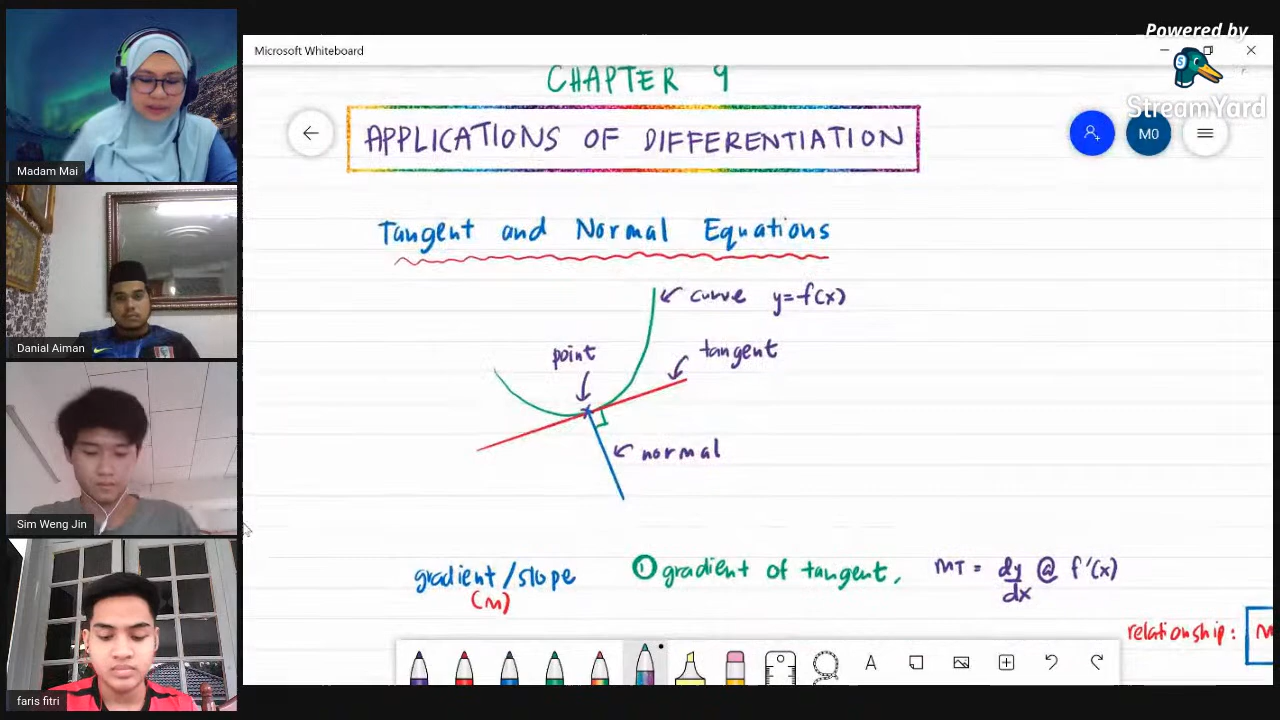 Powered by
StreamYard
Microsoft Whiteboard
M0
CHAPTER 9
APPLICATIONS OF DIFFERENTIATION
Tangent and Normal Equations
curve y=f(x)
point
tangent
normal
gradient/slope
(m)
① gradient of tangent, MT = dy/dx @ f'(x)
relationship: M
A
Madam Mai
Danial Aiman
Sim Weng Jin
faris fitri